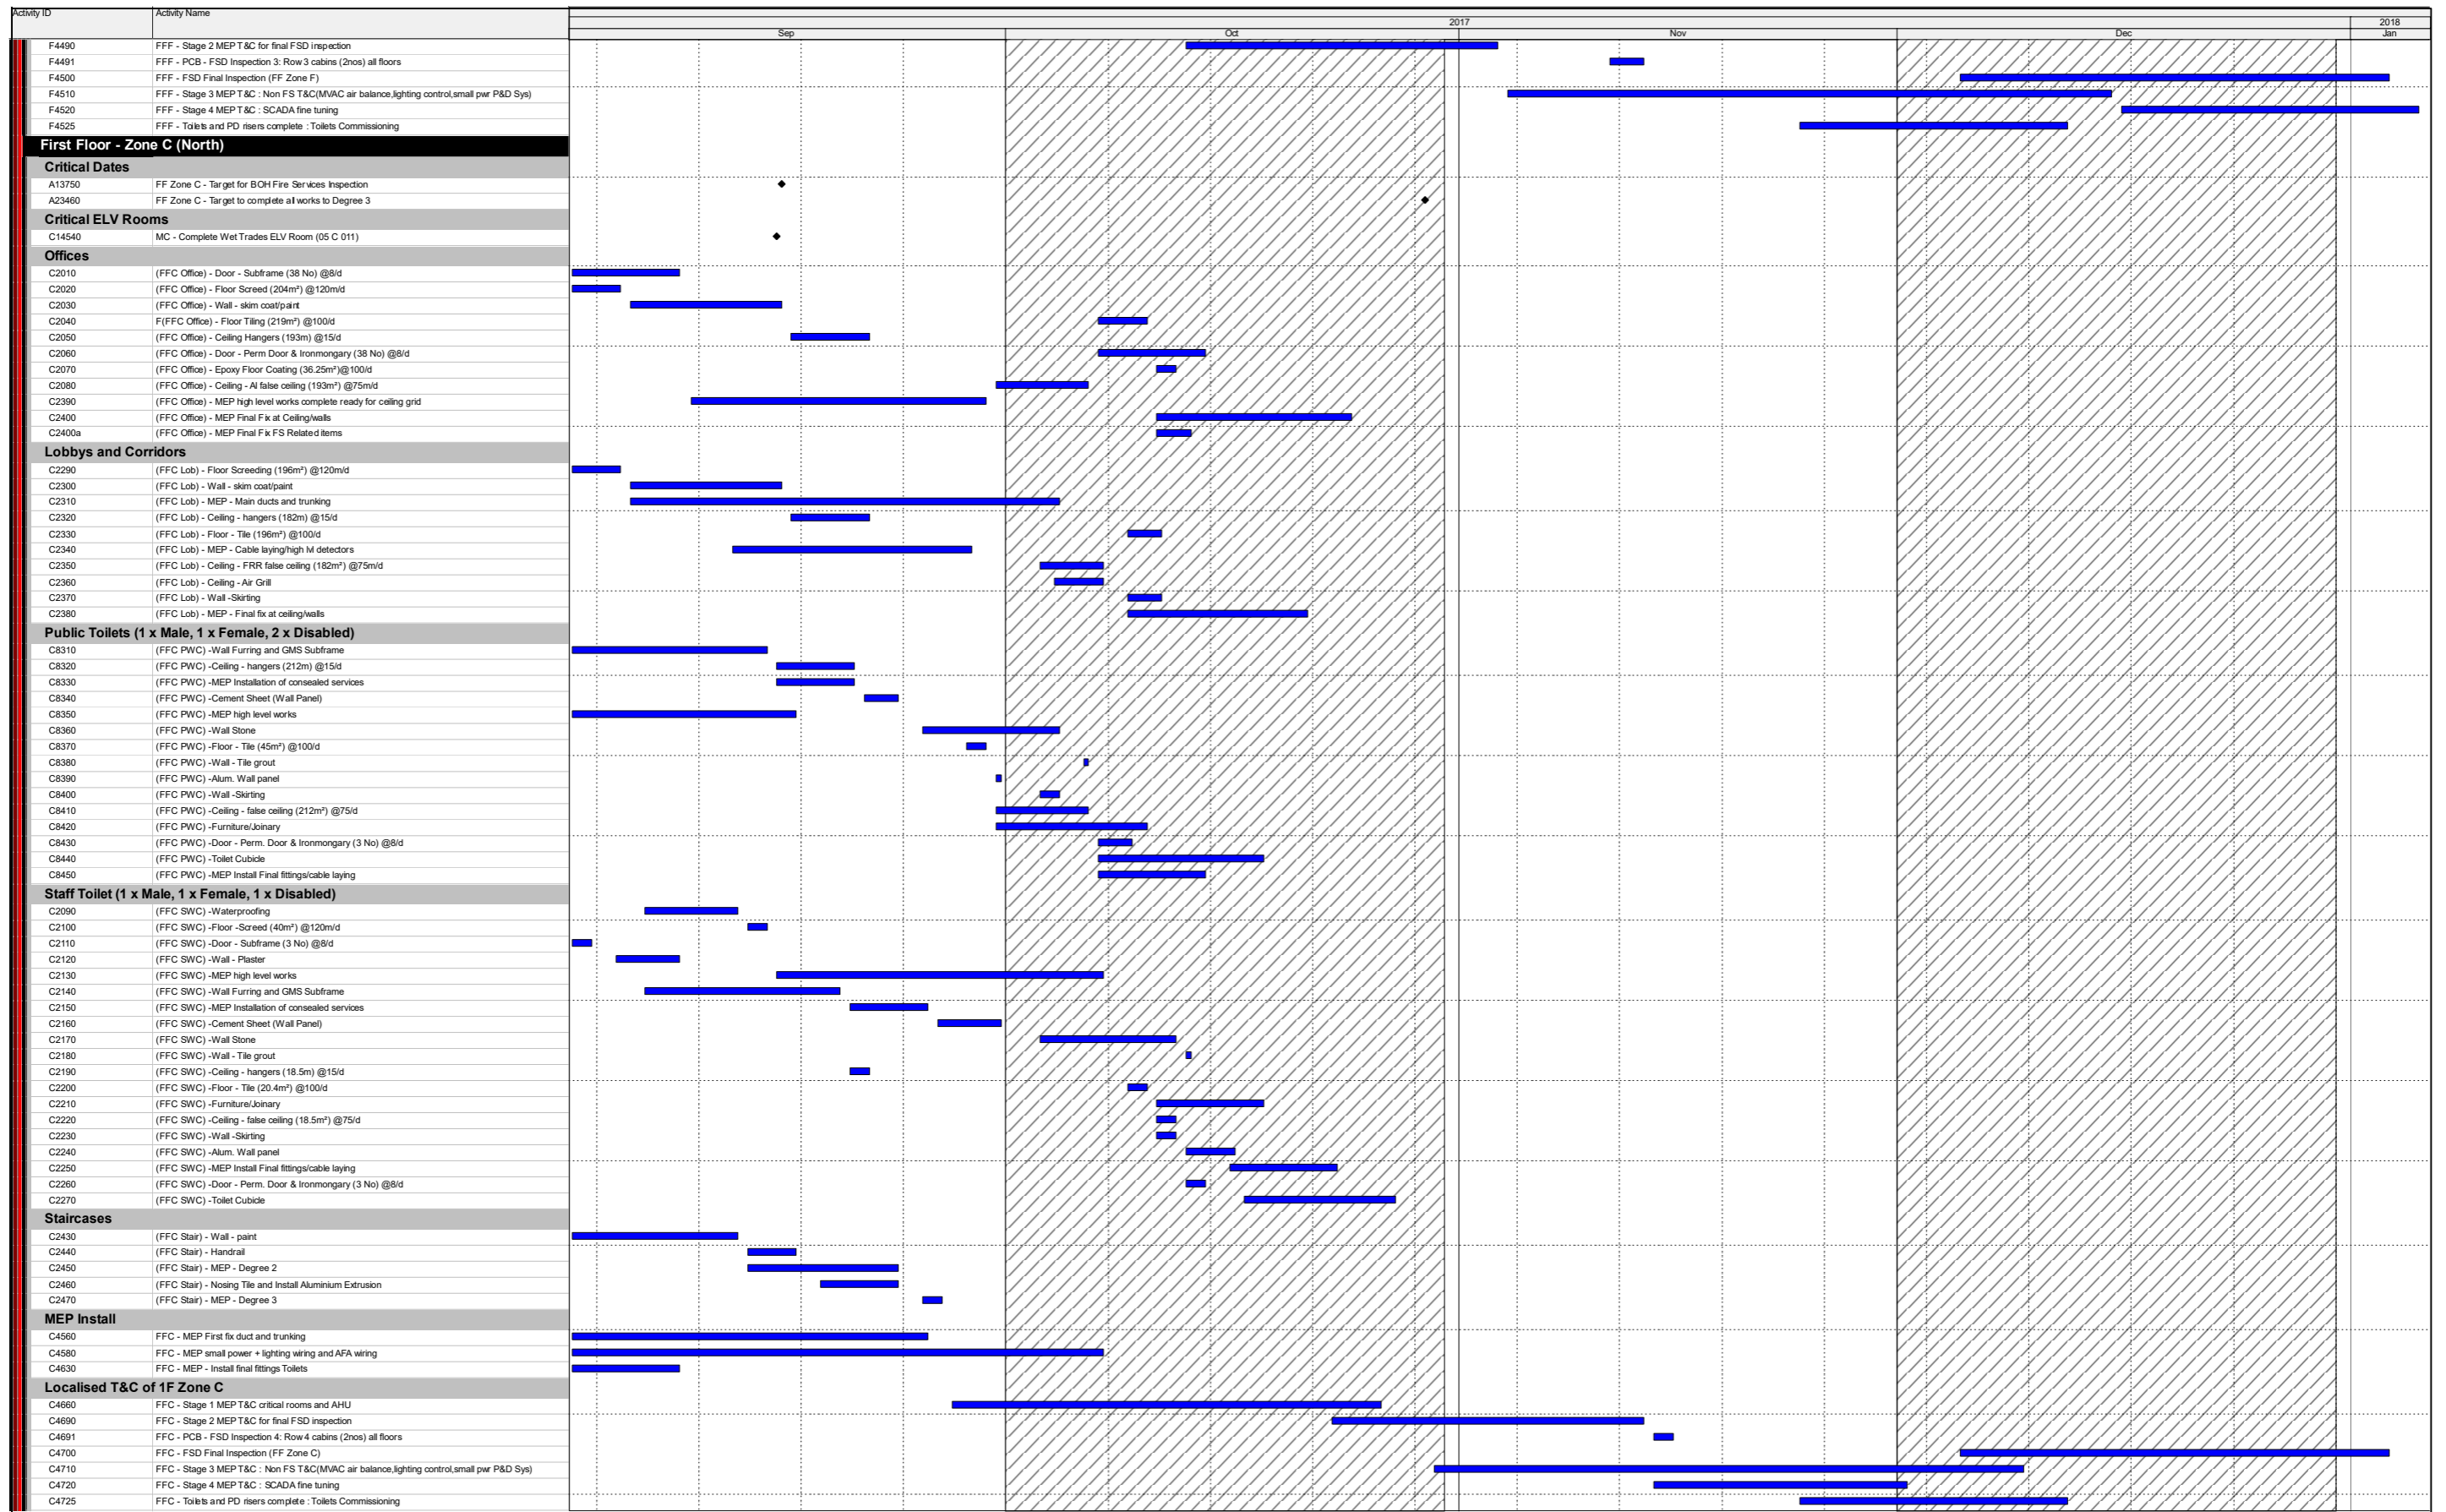 Activity ID Activity Name
2017 2018
Sep Oct Nov Dec Jan
F4490 FFF - Stage 2 MEP T&C for final FSD inspection
F4491 FFF - PCB - FSD Inspection 3: Row 3 cabins (2nos) all floors
F4500 FFF - FSD Final Inspection (FF Zone F)
F4510 FFF - Stage 3 MEP T&C : Non FS T&C(MVAC air balance,lighting control,small pwr P&D Sys)
F4520 FFF - Stage 4 MEP T&C : SCADA fine tuning
F4525 FFF - Toilets and PD risers complete : Toilets Commissioning
First Floor - Zone C (North)
Critical Dates
A13750 FF Zone C - Target for BOH Fire Services Inspection
A23460 FF Zone C - Target to complete all works to Degree 3
Critical ELV Rooms
C14540 MC - Complete Wet Trades ELV Room (05 C 011)
Offices
C2010 (FFC Office) - Door - Subframe (38 No) @8/d
C2020 (FFC Office) - Floor Screed (204m²) @120m/d
C2030 (FFC Office) - Wall - skim coat/paint
C2040 F(FFC Office) - Floor Tiling (219m²) @100/d
C2050 (FFC Office) - Ceiling Hangers (193m) @15/d
C2060 (FFC Office) - Door - Perm Door & Ironmongary (38 No) @8/d
C2070 (FFC Office) - Epoxy Floor Coating (36.25m²)@100/d
C2080 (FFC Office) - Ceiling - Al false ceiling (193m²) @75m/d
C2390 (FFC Office) - MEP high level works complete ready for ceiling grid
C2400 (FFC Office) - MEP Final Fix at Ceiling/walls
C2400a (FFC Office) - MEP Final Fix FS Related items
Lobbys and Corridors
C2290 (FFC Lob) - Floor Screeding (196m²) @120m/d
C2300 (FFC Lob) - Wall - skim coat/paint
C2310 (FFC Lob) - MEP - Main ducts and trunking
C2320 (FFC Lob) - Ceiling - hangers (182m) @15/d
C2330 (FFC Lob) - Floor - Tile (196m²) @100/d
C2340 (FFC Lob) - MEP - Cable laying/high lvl detectors
C2350 (FFC Lob) - Ceiling - FRR false ceiling (182m²) @75m/d
C2360 (FFC Lob) - Ceiling - Air Grill
C2370 (FFC Lob) - Wall -Skirting
C2380 (FFC Lob) - MEP - Final fix at ceiling/walls
Public Toilets (1 x Male, 1 x Female, 2 x Disabled)
C8310 (FFC PWC) -Wall Furring and GMS Subframe
C8320 (FFC PWC) -Ceiling - hangers (212m) @15/d
C8330 (FFC PWC) -MEP Installation of consealed services
C8340 (FFC PWC) -Cement Sheet (Wall Panel)
C8350 (FFC PWC) -MEP high level works
C8360 (FFC PWC) -Wall Stone
C8370 (FFC PWC) -Floor - Tile (45m²) @100/d
C8380 (FFC PWC) -Wall - Tile grout
C8390 (FFC PWC) -Alum. Wall panel
C8400 (FFC PWC) -Wall -Skirting
C8410 (FFC PWC) -Ceiling - false ceiling (212m²) @75/d
C8420 (FFC PWC) -Furniture/Joinary
C8430 (FFC PWC) -Door - Perm. Door & Ironmongary (3 No) @8/d
C8440 (FFC PWC) -Toilet Cubicle
C8450 (FFC PWC) -MEP Install Final fittings/cable laying
Staff Toilet (1 x Male, 1 x Female, 1 x Disabled)
C2090 (FFC SWC) -Waterproofing
C2100 (FFC SWC) -Floor -Screed (40m²) @120m/d
C2110 (FFC SWC) -Door - Subframe (3 No) @8/d
C2120 (FFC SWC) -Wall - Plaster
C2130 (FFC SWC) -MEP high level works
C2140 (FFC SWC) -Wall Furring and GMS Subframe
C2150 (FFC SWC) -MEP Installation of consealed services
C2160 (FFC SWC) -Cement Sheet (Wall Panel)
C2170 (FFC SWC) -Wall Stone
C2180 (FFC SWC) -Wall - Tile grout
C2190 (FFC SWC) -Ceiling - hangers (18.5m) @15/d
C2200 (FFC SWC) -Floor - Tile (20.4m²) @100/d
C2210 (FFC SWC) -Furniture/Joinary
C2220 (FFC SWC) -Ceiling - false ceiling (18.5m²) @75/d
C2230 (FFC SWC) -Wall -Skirting
C2240 (FFC SWC) -Alum. Wall panel
C2250 (FFC SWC) -MEP Install Final fittings/cable laying
C2260 (FFC SWC) -Door - Perm. Door & Ironmongary (3 No) @8/d
C2270 (FFC SWC) -Toilet Cubicle
Staircases
C2430 (FFC Stair) - Wall - paint
C2440 (FFC Stair) - Handrail
C2450 (FFC Stair) - MEP - Degree 2
C2460 (FFC Stair) - Nosing Tile and Install Aluminium Extrusion
C2470 (FFC Stair) - MEP - Degree 3
MEP Install
C4560 FFC - MEP First fix duct and trunking
C4580 FFC - MEP small power + lighting wiring and AFA wiring
C4630 FFC - MEP - Install final fittings Toilets
Localised T&C of 1F Zone C
C4660 FFC - Stage 1 MEP T&C critical rooms and AHU
C4690 FFC - Stage 2 MEP T&C for final FSD inspection
C4691 FFC - PCB - FSD Inspection 4: Row 4 cabins (2nos) all floors
C4700 FFC - FSD Final Inspection (FF Zone C)
C4710 FFC - Stage 3 MEP T&C : Non FS T&C(MVAC air balance,lighting control,small pwr P&D Sys)
C4720 FFC - Stage 4 MEP T&C : SCADA fine tuning
C4725 FFC - Toilets and PD risers complete : Toilets Commissioning